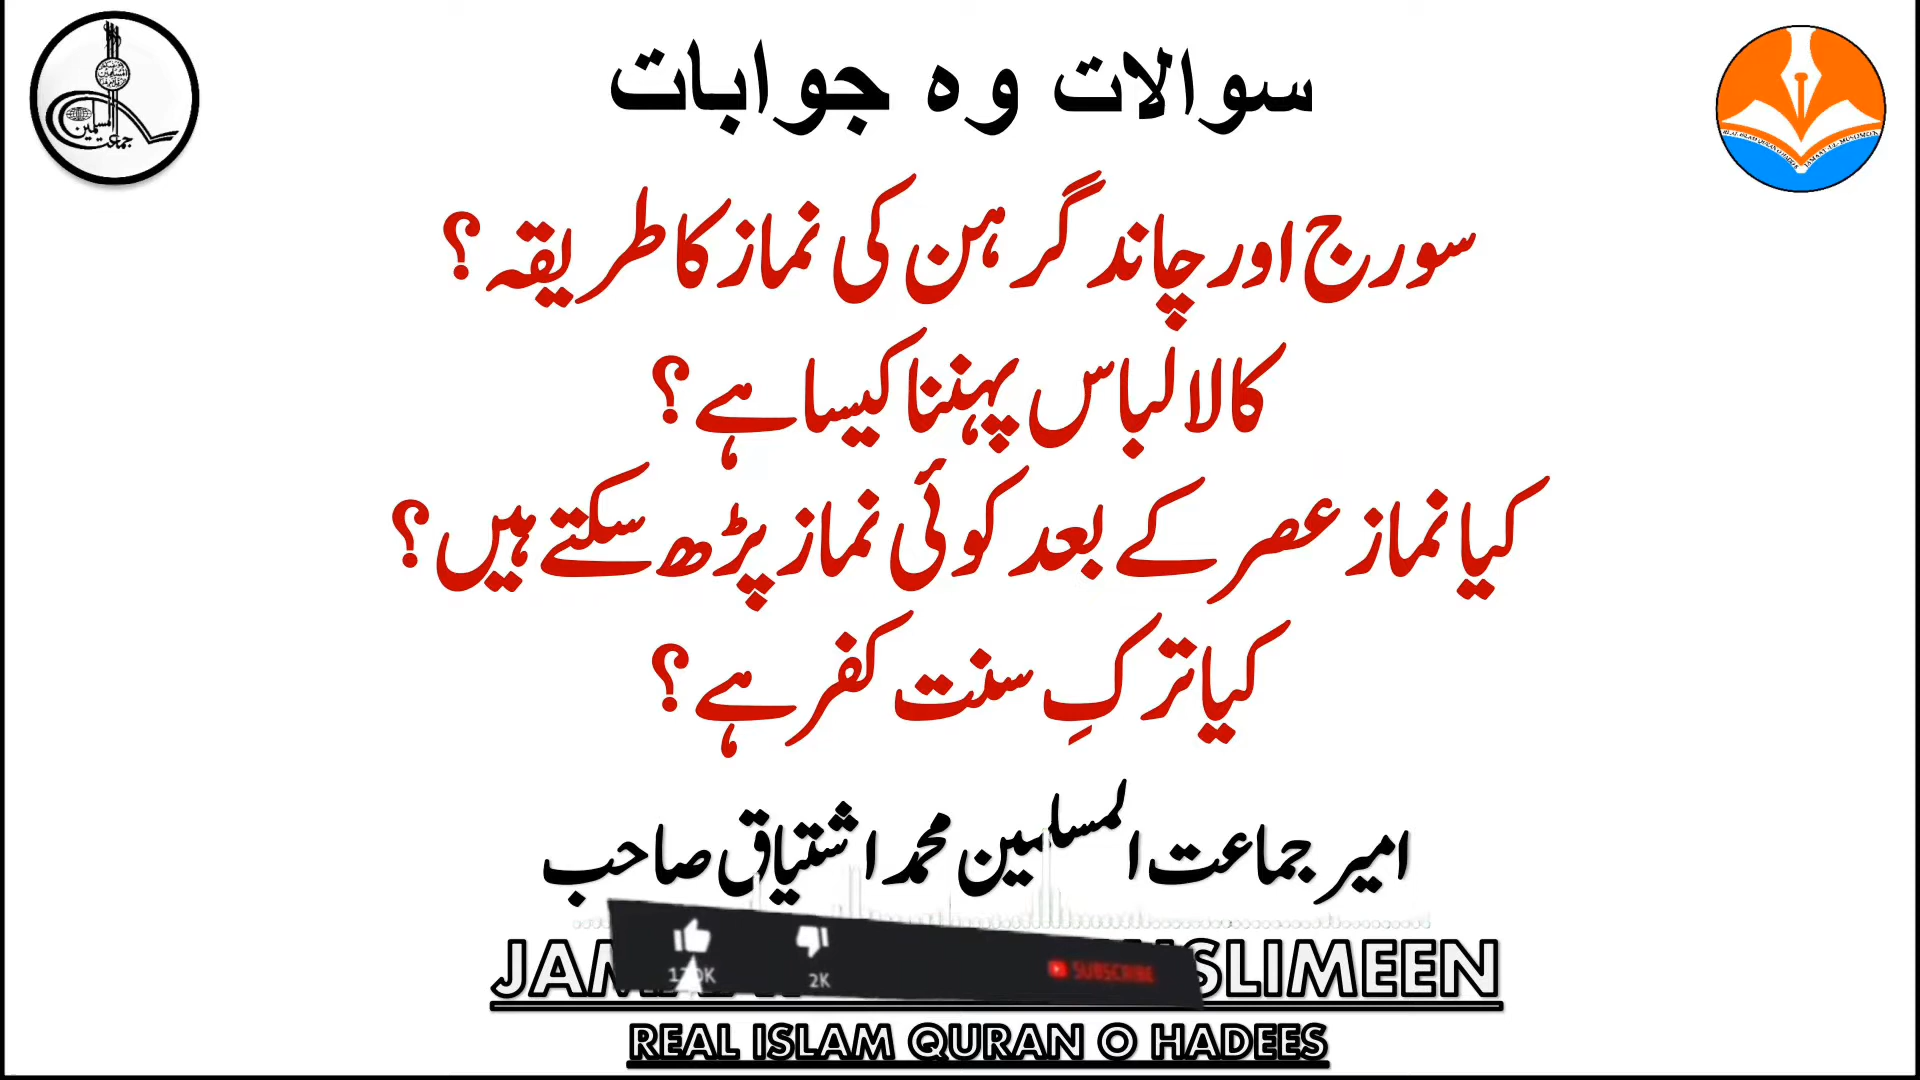 سوالات وہ جوابات
سورج اور چاند گرہن کی نماز کا طریقہ؟
کالا لباس پہننا کیسا ہے؟
کیا نماز عصر کے بعد کوئی نماز پڑھ سکتے ہیں؟
کیا ترکِ سنت کفر ہے؟
امیر جماعت المسلمین محمد اشتیاق صاحب
2K
SUBSCRIBE
REAL ISLAM QURAN O HADEES